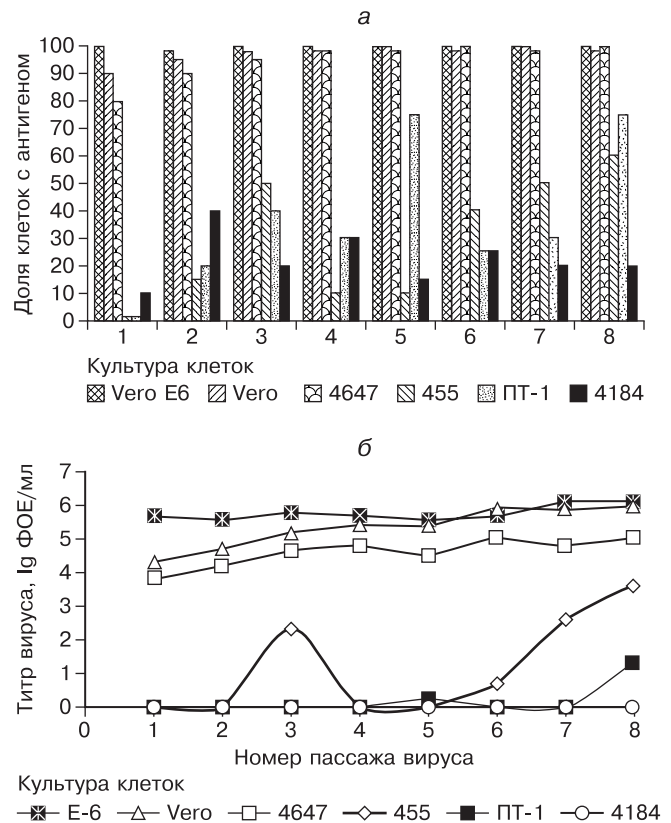 а
Доля клеток с антигеном
100
90
80
70
60
50
40
30
20
10
0
1 2 3 4 5 6 7 8
Культура клеток
Vero E6 Vero 4647 455 ПТ-1 4184
б
Титр вируса, lg ФОЕ/мл
7
6
5
4
3
2
1
0
0 1 2 3 4 5 6 7 8
Номер пассажа вируса
Культура клеток
E-6 Vero 4647 455 ПТ-1 4184